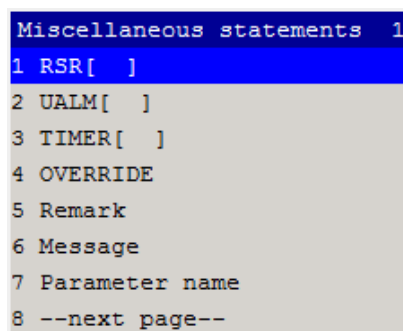 Miscellaneous statements 1
1 RSR[ ]
2 UALM[ ]
3 TIMER[ ]
4 OVERRIDE
5 Remark
6 Message
7 Parameter name
8 --next page--